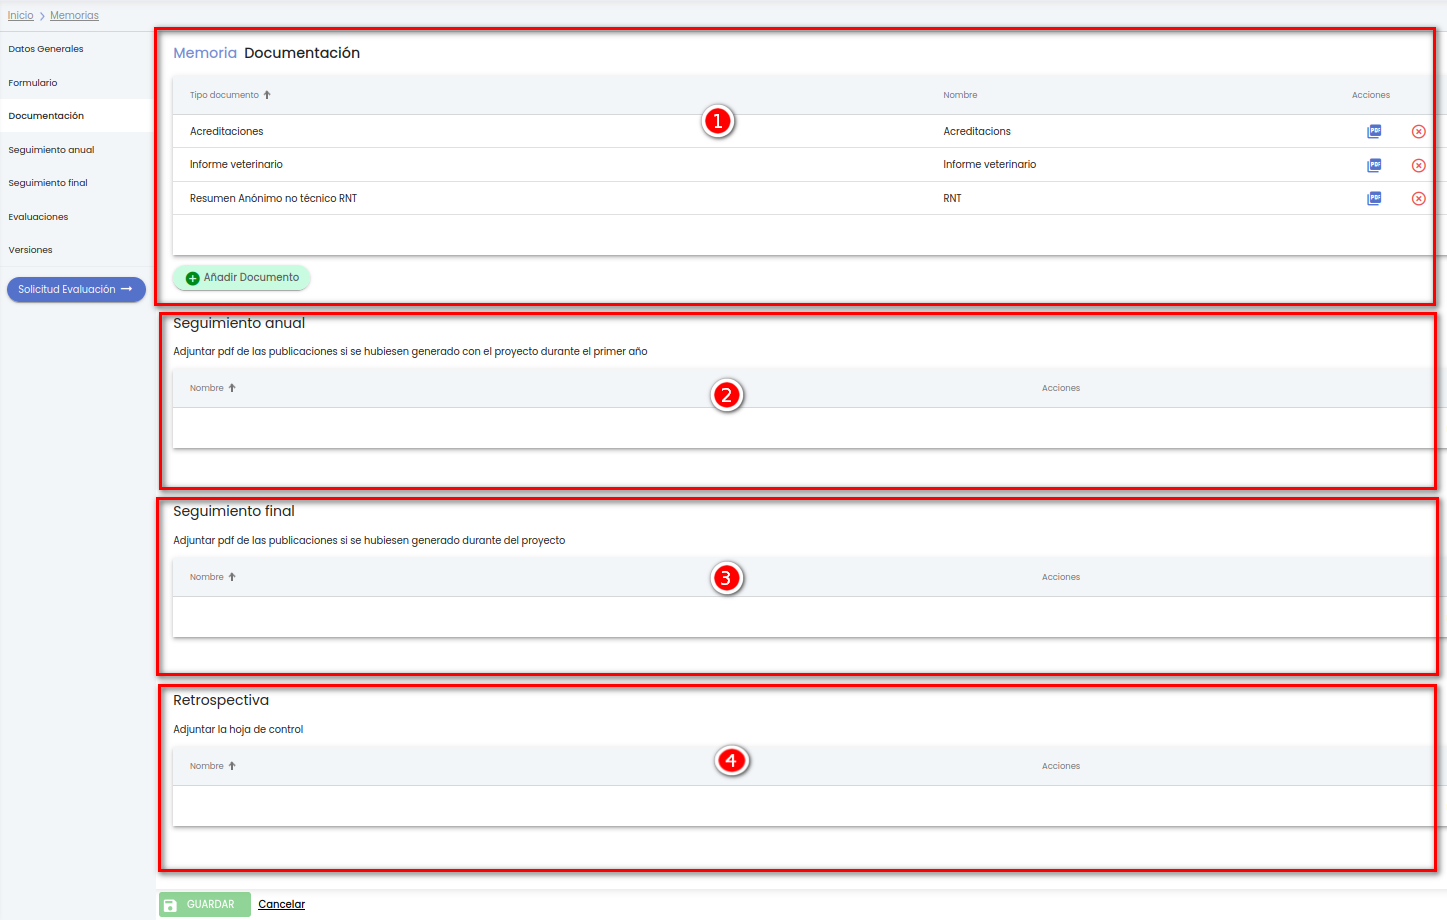 Inicio > Memorias
Datos Generales
Formulario
Documentación
Seguimiento anual
Seguimiento final
Evaluaciones
Versiones
Solicitud Evaluación →
Memoria Documentación
Tipo documento ↑ Nombre Acciones
1
Acreditaciones Acreditacions PDF
Informe veterinario Informe veterinario PDF
Resumen Anónimo no técnico RNT RNT PDF
Añadir Documento
Seguimiento anual
Adjuntar pdf de las publicaciones si se hubiesen generado con el proyecto durante el primer año
Nombre ↑ Acciones
2
Seguimiento final
Adjuntar pdf de las publicaciones si se hubiesen generado durante del proyecto
Nombre ↑ Acciones
3
Retrospectiva
Adjuntar la hoja de control
Nombre ↑ Acciones
4
GUARDAR Cancelar